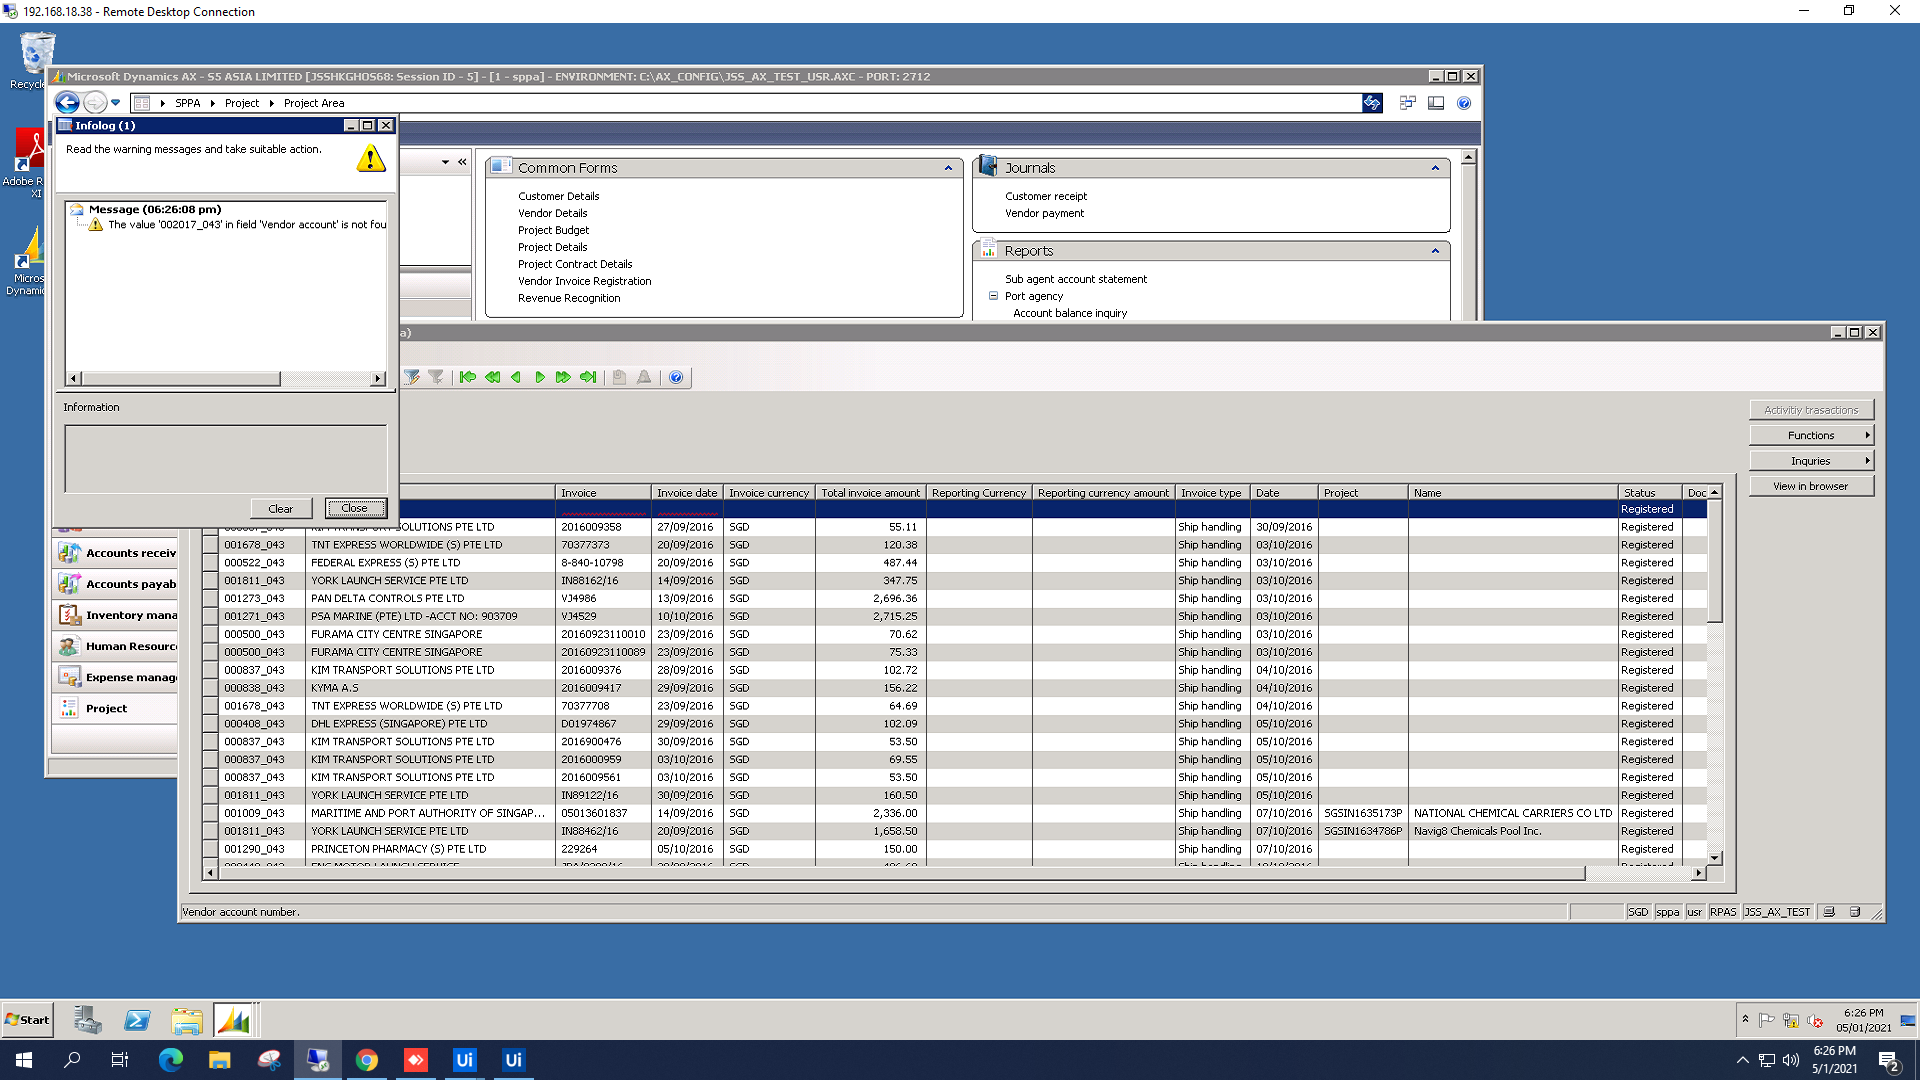 192.168.18.38 - Remote Desktop Connection
Microsoft Dynamics AX - S5 ASIA LIMITED [JSSHKGHOS68: Session ID - 5] - [1 - sppa] - ENVIRONMENT: C:\AX_CONFIG\JSS_AX_TEST_USR.AXC - PORT: 2712
SPPA Project Project Area
Infolog (1)
Read the warning messages and take suitable action.
Message (06:26:08 pm)
The value '002017_043' in field 'Vendor account' is not fou
Information
Clear Close
Recyc
Adobe R
XI
Micros
Dynamic
Common Forms
Customer Details
Vendor Details
Project Budget
Project Details
Project Contract Details
Vendor Invoice Registration
Revenue Recognition
Journals
Customer receipt
Vendor payment
Reports
Sub agent account statement
Port agency
Account balance inquiry
a)
Activitiy trasactions
Functions
Inquries
View in browser
Accounts receiv
Accounts payab
Inventory mana
Human Resourc
Expense manag
Project
Invoice Invoice date Invoice currency Total invoice amount Reporting Currency Reporting currency amount Invoice type Date Project Name Status Doc
Registered
KIM TRANSPORT SOLUTIONS PTE LTD 2016009358 27/09/2016 SGD 55.11 Ship handling 30/09/2016 Registered
001678_043 TNT EXPRESS WORLDWIDE (S) PTE LTD 70377373 20/09/2016 SGD 120.38 Ship handling 03/10/2016 Registered
000522_043 FEDERAL EXPRESS (S) PTE LTD 8-840-10798 20/09/2016 SGD 487.44 Ship handling 03/10/2016 Registered
001811_043 YORK LAUNCH SERVICE PTE LTD IN88162/16 14/09/2016 SGD 347.75 Ship handling 03/10/2016 Registered
001273_043 PAN DELTA CONTROLS PTE LTD VJ4986 13/09/2016 SGD 2,696.36 Ship handling 03/10/2016 Registered
001271_043 PSA MARINE (PTE) LTD -ACCT NO: 903709 VJ4529 10/10/2016 SGD 2,715.25 Ship handling 03/10/2016 Registered
000500_043 FURAMA CITY CENTRE SINGAPORE 20160923110010 23/09/2016 SGD 70.62 Ship handling 03/10/2016 Registered
000500_043 FURAMA CITY CENTRE SINGAPORE 20160923110089 23/09/2016 SGD 75.33 Ship handling 03/10/2016 Registered
000837_043 KIM TRANSPORT SOLUTIONS PTE LTD 2016009376 28/09/2016 SGD 102.72 Ship handling 04/10/2016 Registered
000838_043 KYMA A.S 2016009417 29/09/2016 SGD 156.22 Ship handling 04/10/2016 Registered
001678_043 TNT EXPRESS WORLDWIDE (S) PTE LTD 70377708 23/09/2016 SGD 64.69 Ship handling 04/10/2016 Registered
000408_043 DHL EXPRESS (SINGAPORE) PTE LTD D01974867 29/09/2016 SGD 102.09 Ship handling 05/10/2016 Registered
000837_043 KIM TRANSPORT SOLUTIONS PTE LTD 2016900476 30/09/2016 SGD 53.50 Ship handling 05/10/2016 Registered
000837_043 KIM TRANSPORT SOLUTIONS PTE LTD 2016000959 03/10/2016 SGD 69.55 Ship handling 05/10/2016 Registered
000837_043 KIM TRANSPORT SOLUTIONS PTE LTD 2016009561 03/10/2016 SGD 53.50 Ship handling 05/10/2016 Registered
001811_043 YORK LAUNCH SERVICE PTE LTD IN89122/16 30/09/2016 SGD 160.50 Ship handling 05/10/2016 Registered
001009_043 MARITIME AND PORT AUTHORITY OF SINGAP... 05013601837 14/09/2016 SGD 2,336.00 Ship handling 07/10/2016 SGSIN1635173P NATIONAL CHEMICAL CARRIERS CO LTD Registered
001811_043 YORK LAUNCH SERVICE PTE LTD IN88462/16 20/09/2016 SGD 1,658.50 Ship handling 07/10/2016 SGSIN1634786P Navig8 Chemicals Pool Inc. Registered
001290_043 PRINCETON PHARMACY (S) PTE LTD 229264 05/10/2016 SGD 150.00 Ship handling 07/10/2016 Registered
Vendor account number.
SGD sppa usr RPAS JSS_AX_TEST
Start
6:26 PM
05/01/2021
Ui Ui
6:26 PM
5/1/2021
2